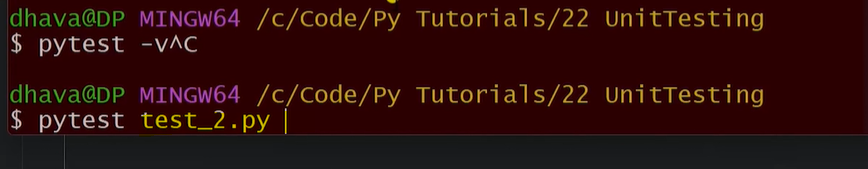 dhava@DP MINGW64 /c/Code/Py Tutorials/22 UnitTesting
$ pytest -v^C
dhava@DP MINGW64 /c/Code/Py Tutorials/22 UnitTesting
$ pytest test_2.py